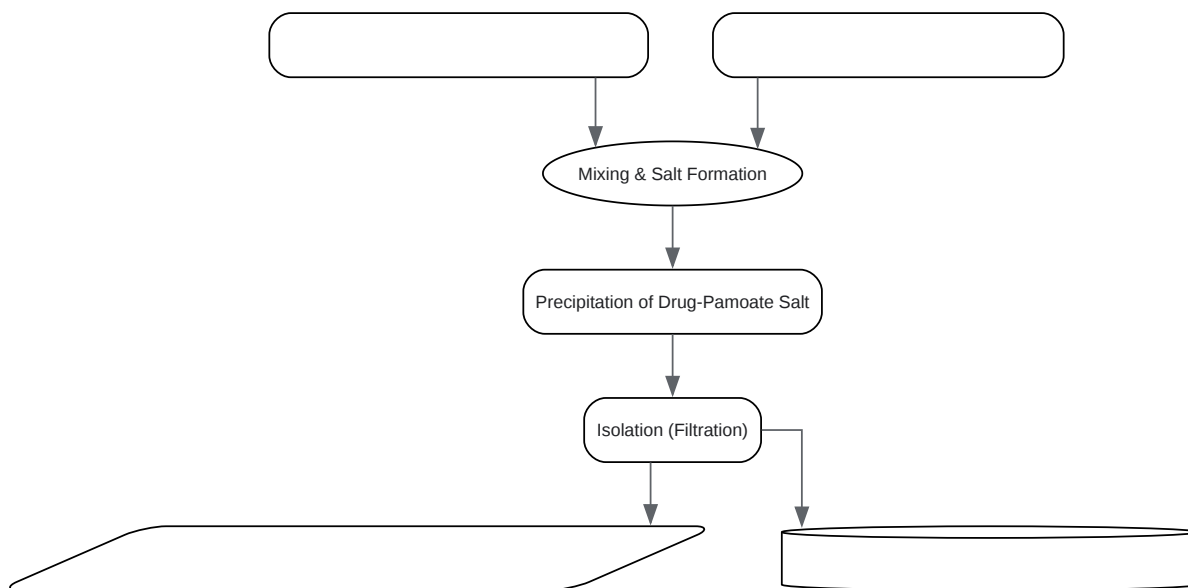 Mixing & Salt Formation
Precipitation of Drug-Pamoate Salt
Isolation (Filtration)